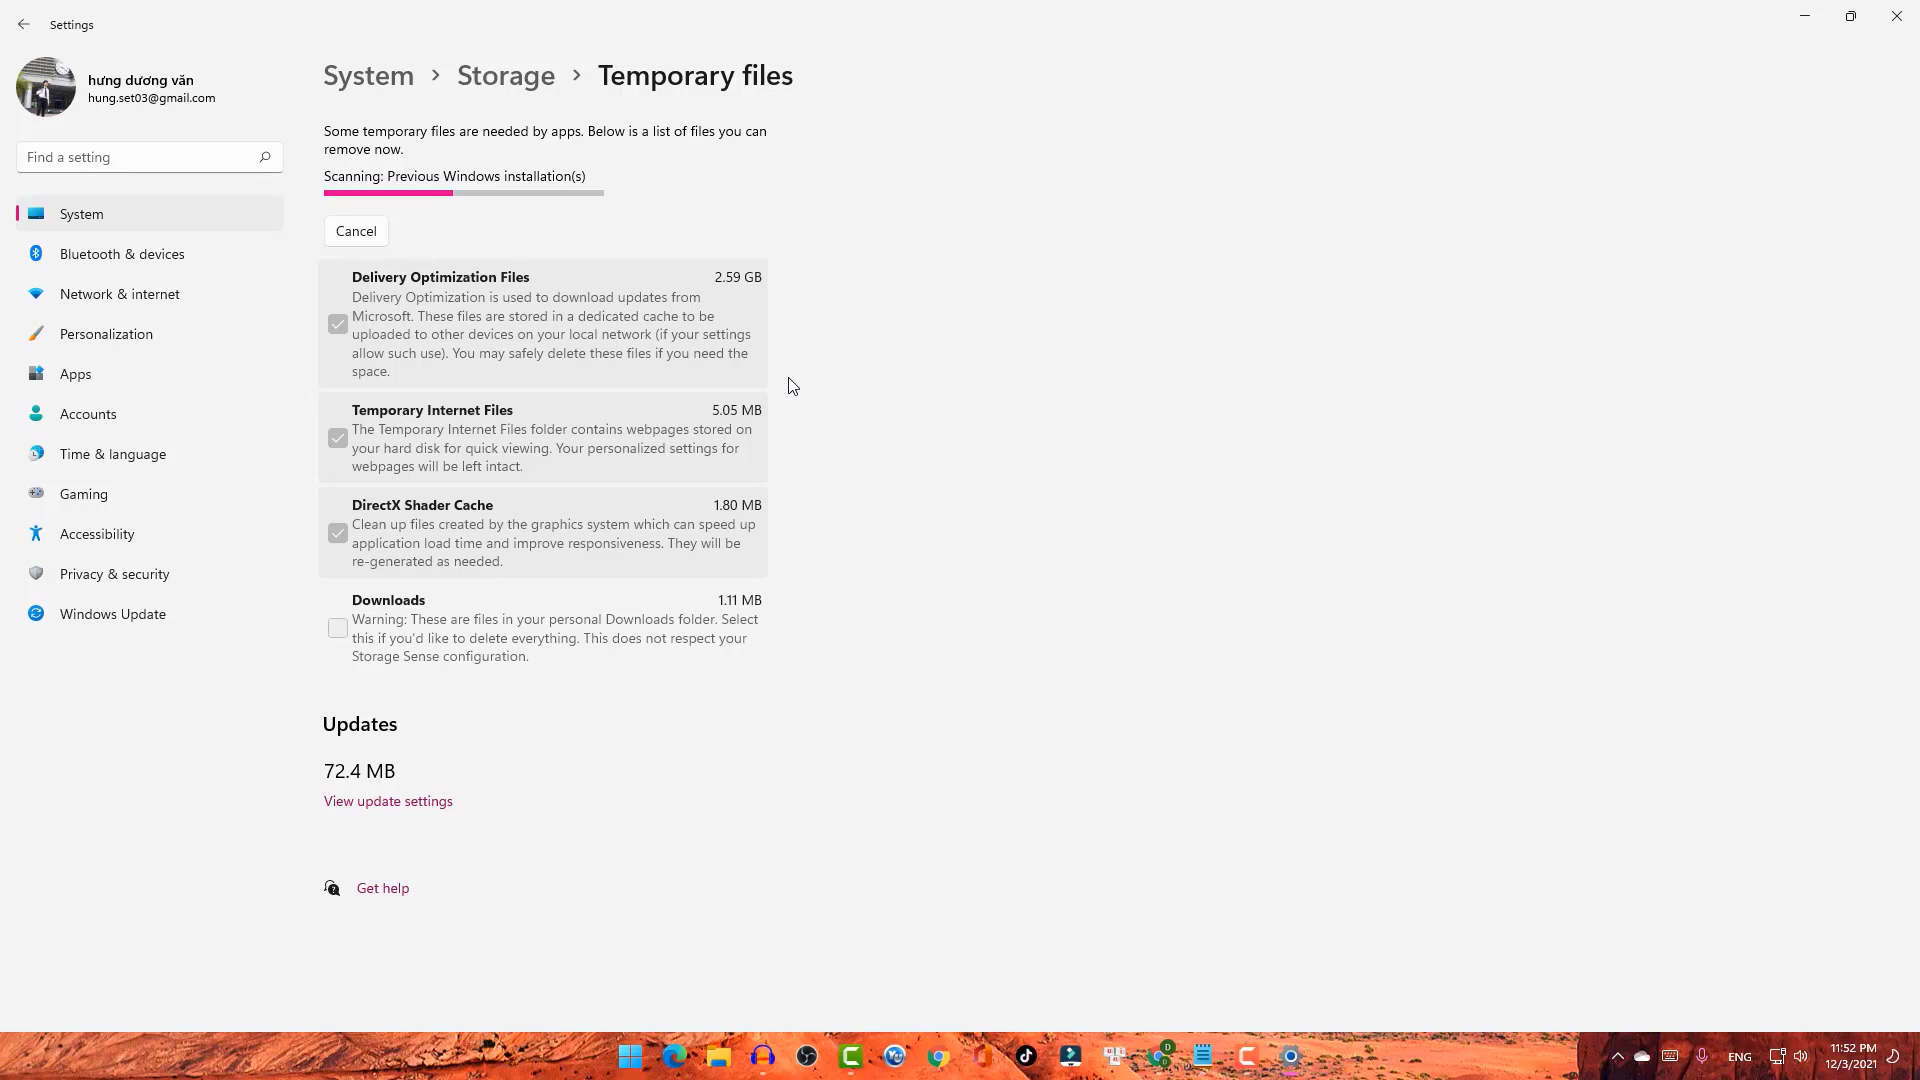 Settings
hưng dương văn
hung.set03@gmail.com
Find a setting
System
Bluetooth & devices
Network & internet
Personalization
Apps
Accounts
Time & language
Gaming
Accessibility
Privacy & security
Windows Update
System > Storage > Temporary files
Some temporary files are needed by apps. Below is a list of files you can
remove now.
Scanning: Previous Windows installation(s)
Cancel
Delivery Optimization Files 2.59 GB
Delivery Optimization is used to download updates from
Microsoft. These files are stored in a dedicated cache to be
uploaded to other devices on your local network (if your settings
allow such use). You may safely delete these files if you need the
space.
Temporary Internet Files 5.05 MB
The Temporary Internet Files folder contains webpages stored on
your hard disk for quick viewing. Your personalized settings for
webpages will be left intact.
DirectX Shader Cache 1.80 MB
Clean up files created by the graphics system which can speed up
application load time and improve responsiveness. They will be
re-generated as needed.
Downloads 1.11 MB
Warning: These are files in your personal Downloads folder. Select
this if you'd like to delete everything. This does not respect your
Storage Sense configuration.
Updates
72.4 MB
View update settings
Get help
D
ENG
11:52 PM
12/3/2021